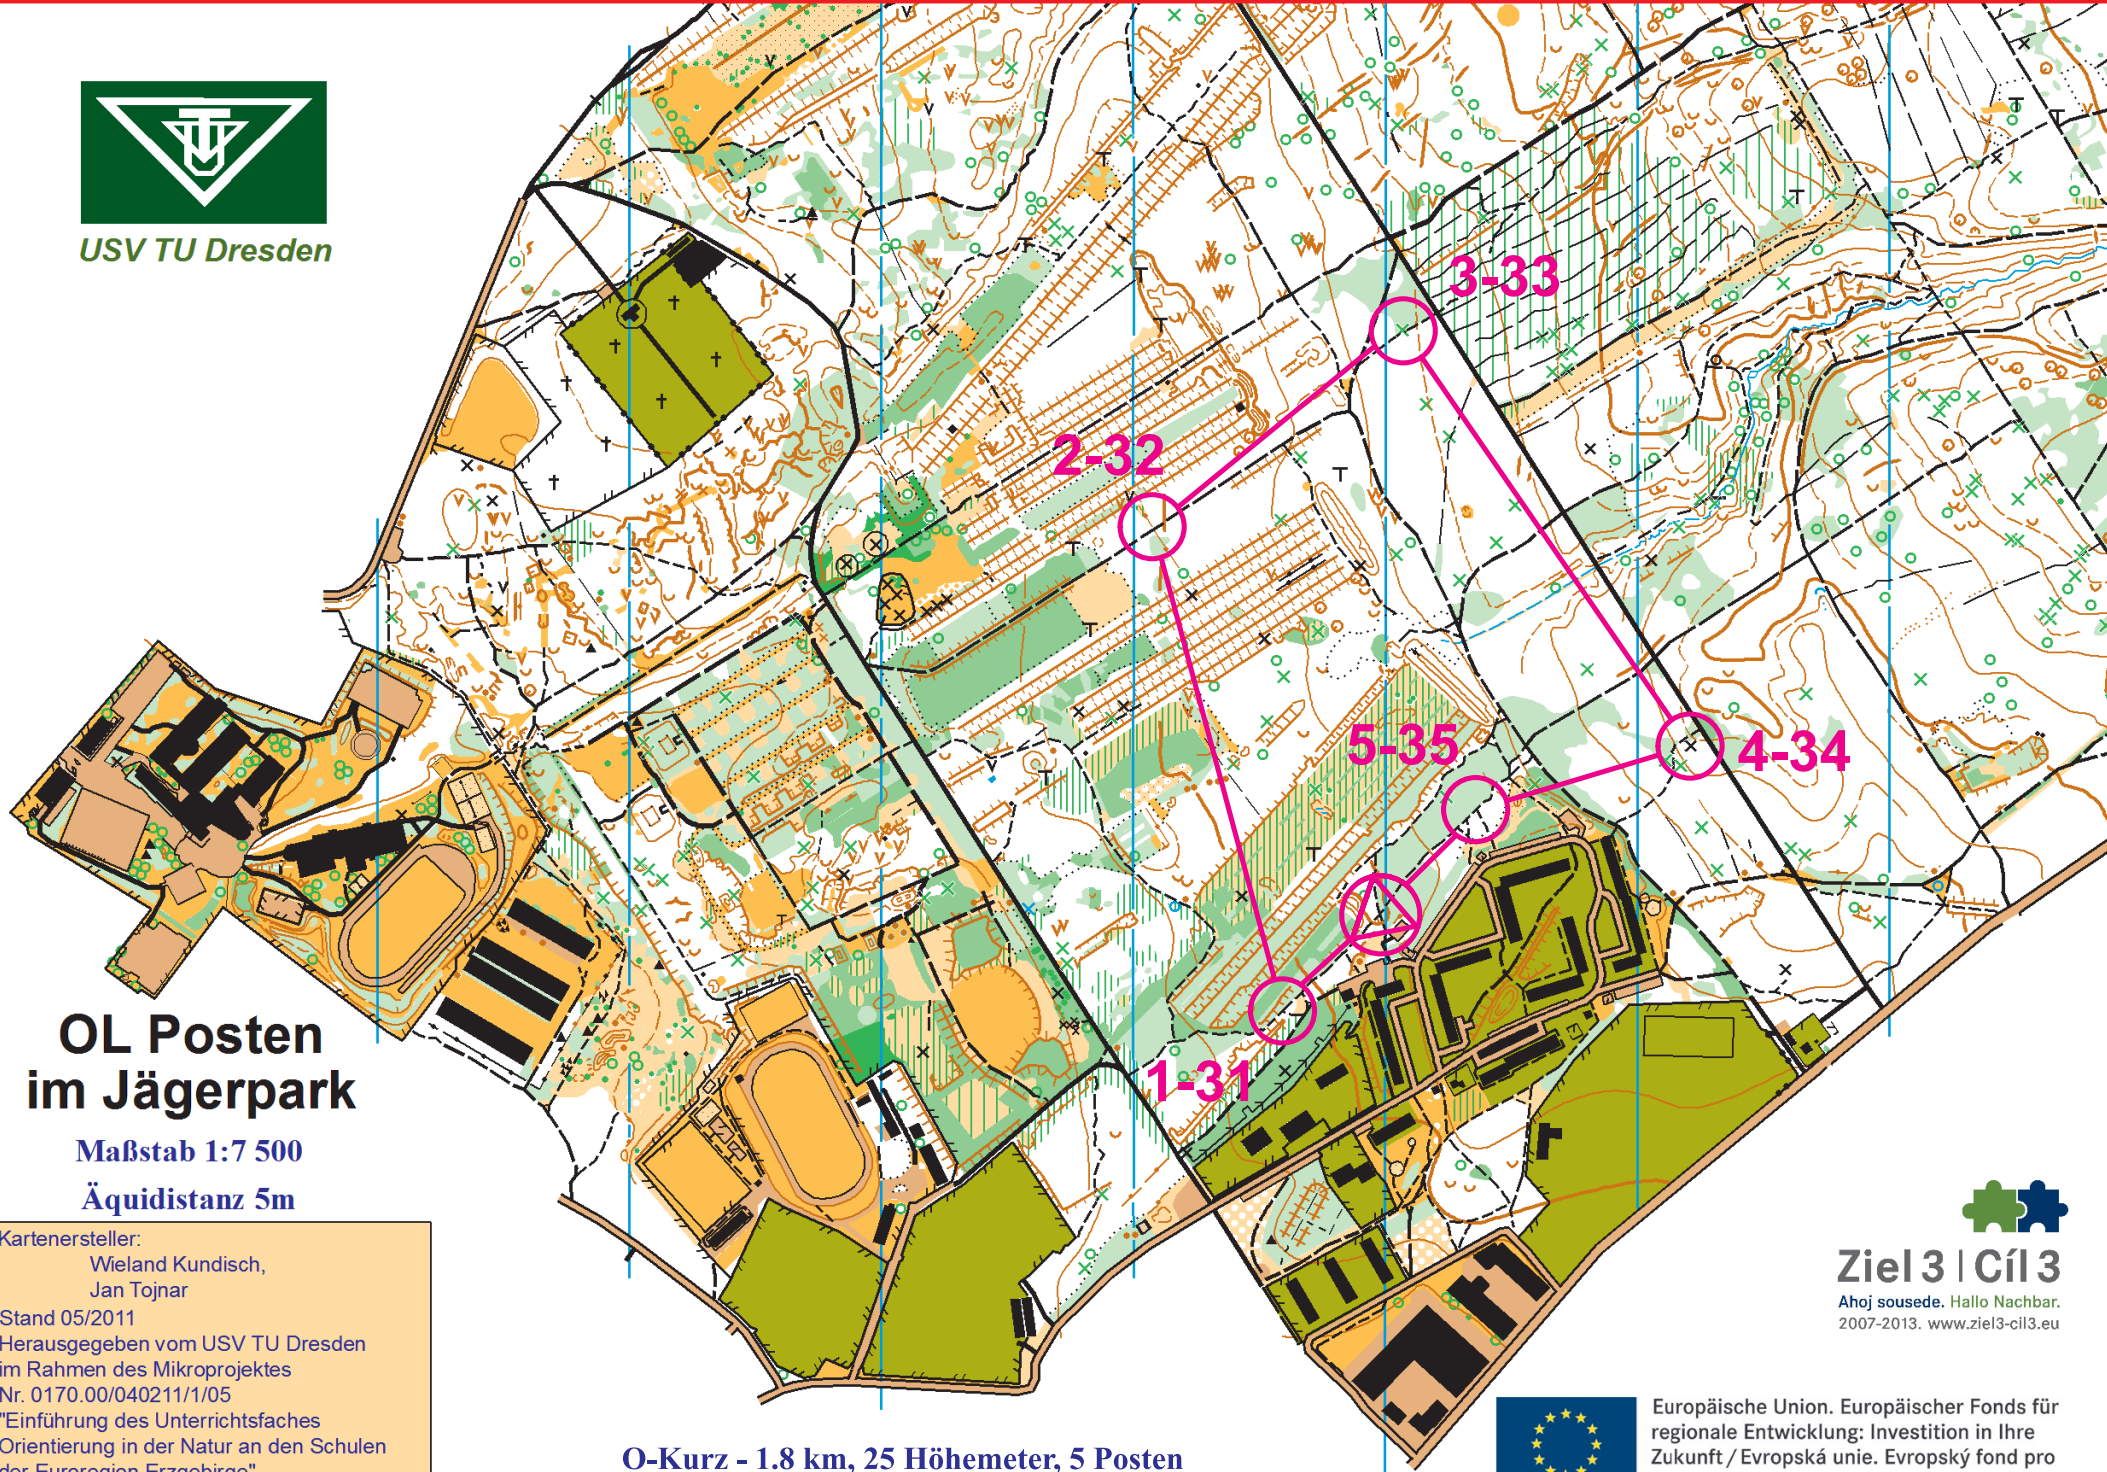 USV TU Dresden
3-33
2-32
5-35
4-34
1-31
OL Posten
im Jägerpark
Maßstab 1:7 500
Äquidistanz 5m
Kartenersteller:
Wieland Kundisch,
Jan Tojnar
Stand 05/2011
Herausgegeben vom USV TU Dresden
im Rahmen des Mikroprojektes
Nr. 0170.00/040211/1/05
"Einführung des Unterrichtsfaches
Orientierung in der Natur an den Schulen
der Euroregion Erzgebirge"
O-Kurz - 1.8 km, 25 Höhemeter, 5 Posten
Ziel 3 | Cíl 3
Ahoj sousede. Hallo Nachbar.
2007-2013. www.ziel3-cil3.eu
Europäische Union. Europäischer Fonds für
regionale Entwicklung: Investition in Ihre
Zukunft / Evropská unie. Evropský fond pro